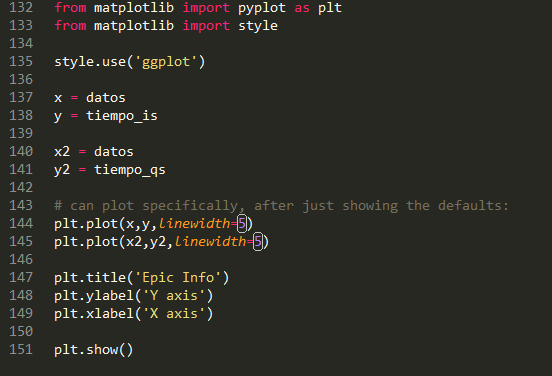 132 from matplotlib import pyplot as plt
133 from matplotlib import style
134
135 style.use('ggplot')
136
137 x = datos
138 y = tiempo_is
139
140 x2 = datos
141 y2 = tiempo_qs
142
143 # can plot specifically, after just showing the defaults:
144 plt.plot(x,y,linewidth=5)
145 plt.plot(x2,y2,linewidth=5)
146
147 plt.title('Epic Info')
148 plt.ylabel('Y axis')
149 plt.xlabel('X axis')
150
151 plt.show()